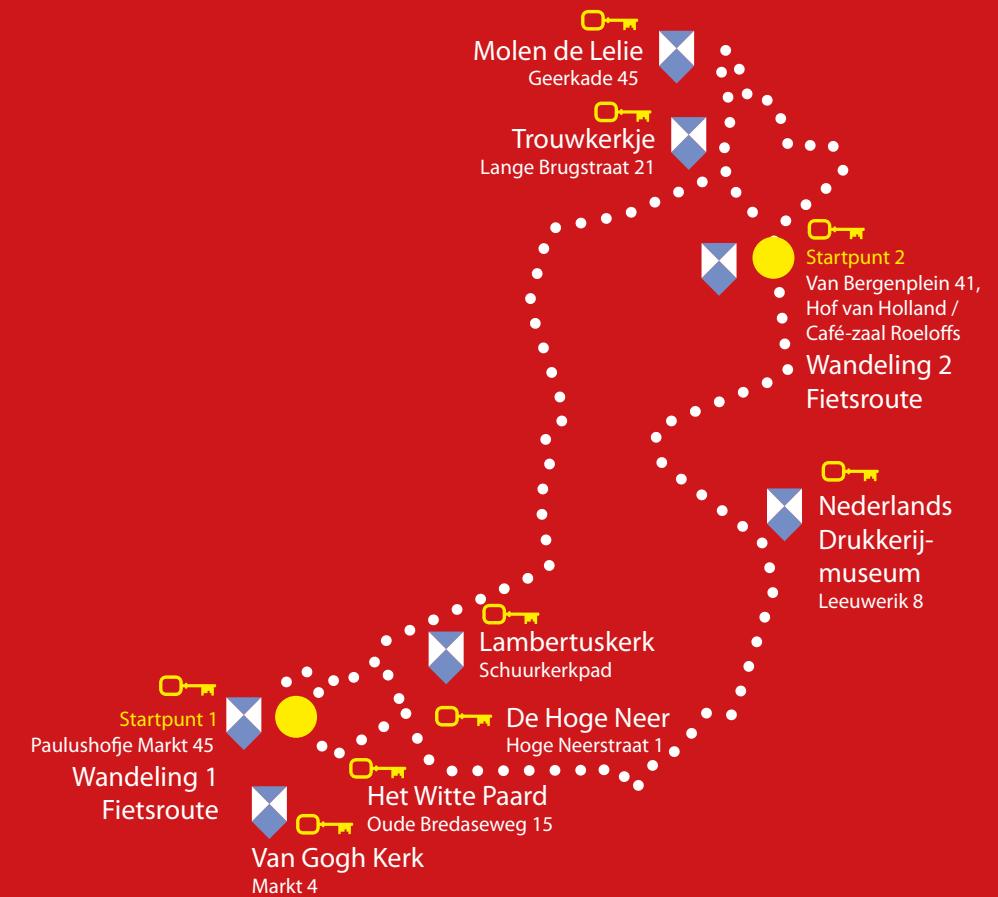 Molen de Lelie
Geerkade 45
Trouwkerkje
Lange Brugstraat 21
Startpunt 2
Van Bergenplein 41,
Hof van Holland /
Café-zaal Roeloffs
Wandeling 2
Fietsroute
Nederlands
Drukkerij-
museum
Leeuwerik 8
Lambertuskerk
Schuurkerkpad
De Hoge Neer
Hoge Neerstraat 1
Startpunt 1
Paulushofje Markt 45
Wandeling 1
Fietsroute
Het Witte Paard
Oude Bredaseweg 15
Van Gogh Kerk
Markt 4